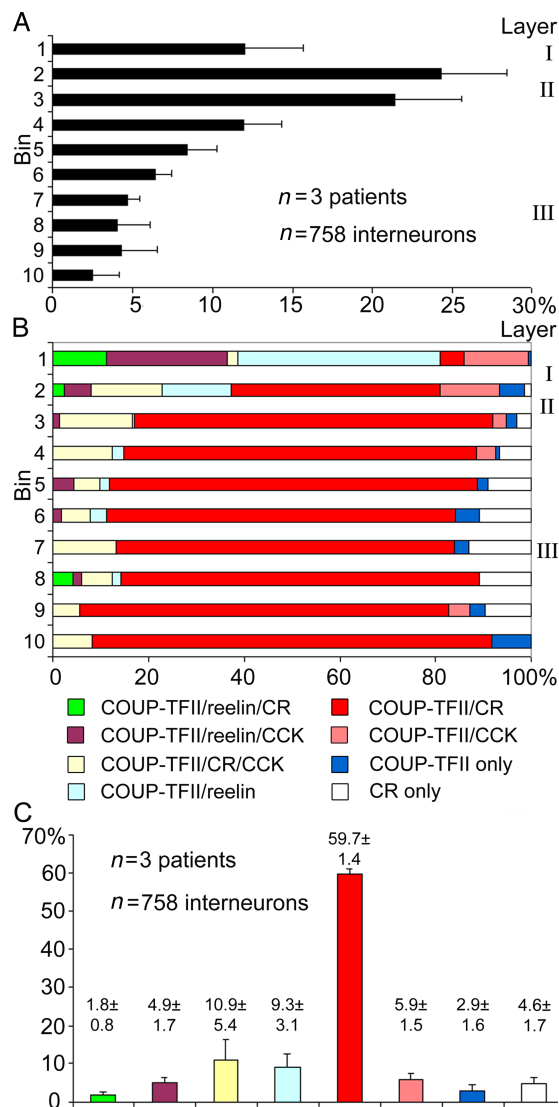 A
Layer
1
I
2
II
3
4
Bin
5
6
7
n=3 patients
8
III
9
n=758 interneurons
10
0 5 10 15 20 25 30%
B
Layer
1
I
2
II
3
4
Bin
5
6
7
III
8
9
10
0 20 40 60 80 100%
COUP-TFII/reelin/CR COUP-TFII/CR
COUP-TFII/reelin/CCK COUP-TFII/CCK
COUP-TFII/CR/CCK COUP-TFII only
COUP-TFII/reelin CR only
C
70%
n=3 patients
59.7±
1.4
60
n=758 interneurons
50
40
30
1.8± 4.9± 10.9± 9.3± 5.9± 2.9± 4.6±
0.8 1.7 5.4 3.1 1.5 1.6 1.7
20
10
0